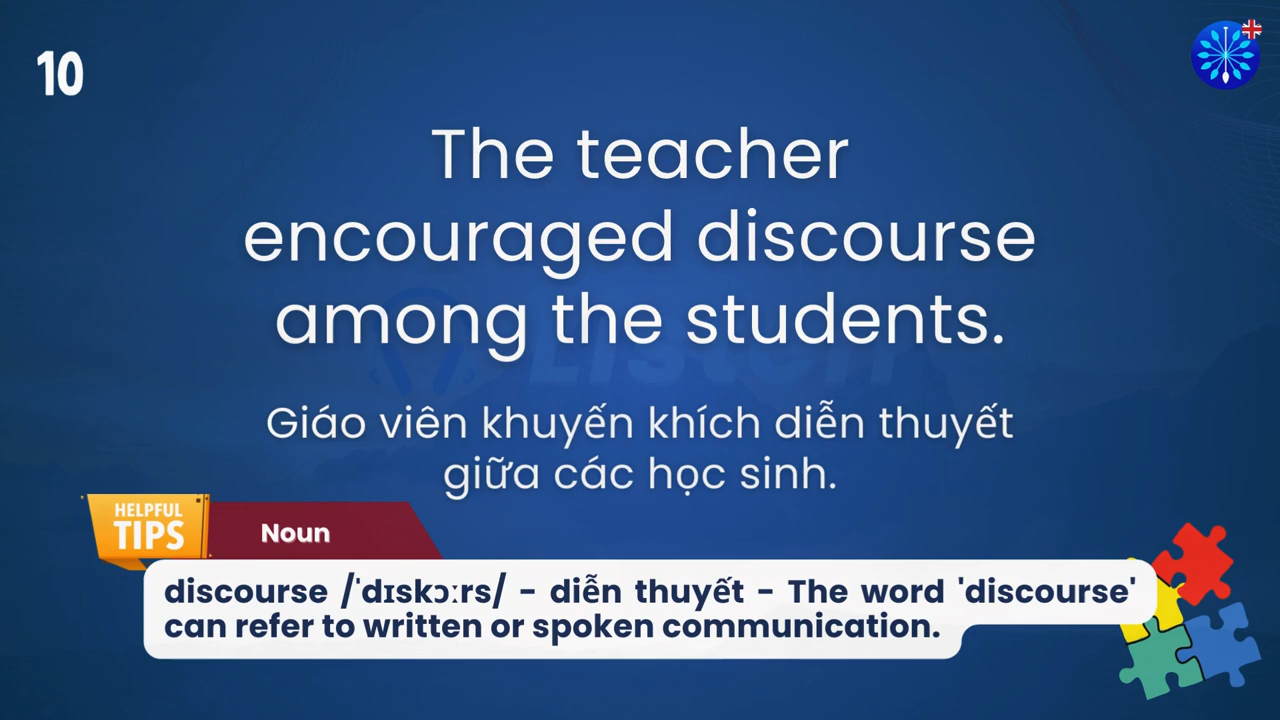 10
The teacher
encouraged discourse
among the students.
Listen
Giáo viên khuyến khích diễn thuyết
giữa các học sinh.
HELPFUL
TIPS
Noun
discourse /ˈdɪskɔːrs/ - diễn thuyết - The word 'discourse'
can refer to written or spoken communication.